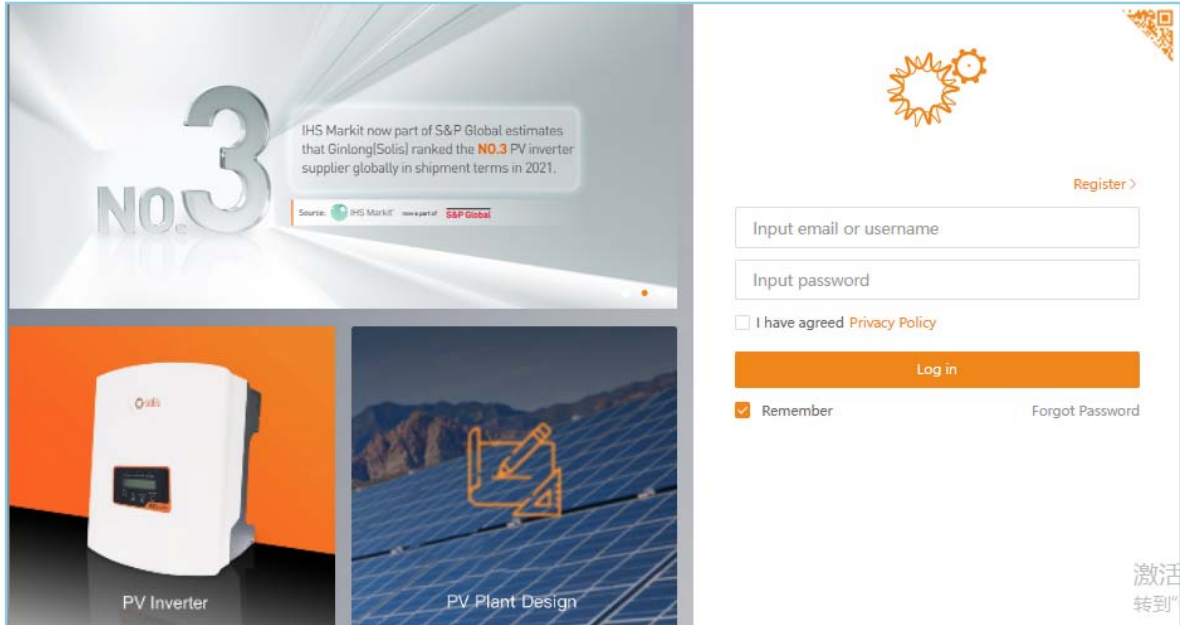 NO.3
IHS Markit now part of S&P Global estimates
that Ginlong(Solis) ranked the NO.3 PV inverter
supplier globally in shipment terms in 2021.
Source: IHS Markit now a part of S&P Global
solis
PV Inverter
PV Plant Design
Register >
Input email or username
Input password
I have agreed Privacy Policy
Log in
Remember
Forgot Password
激活
转到"